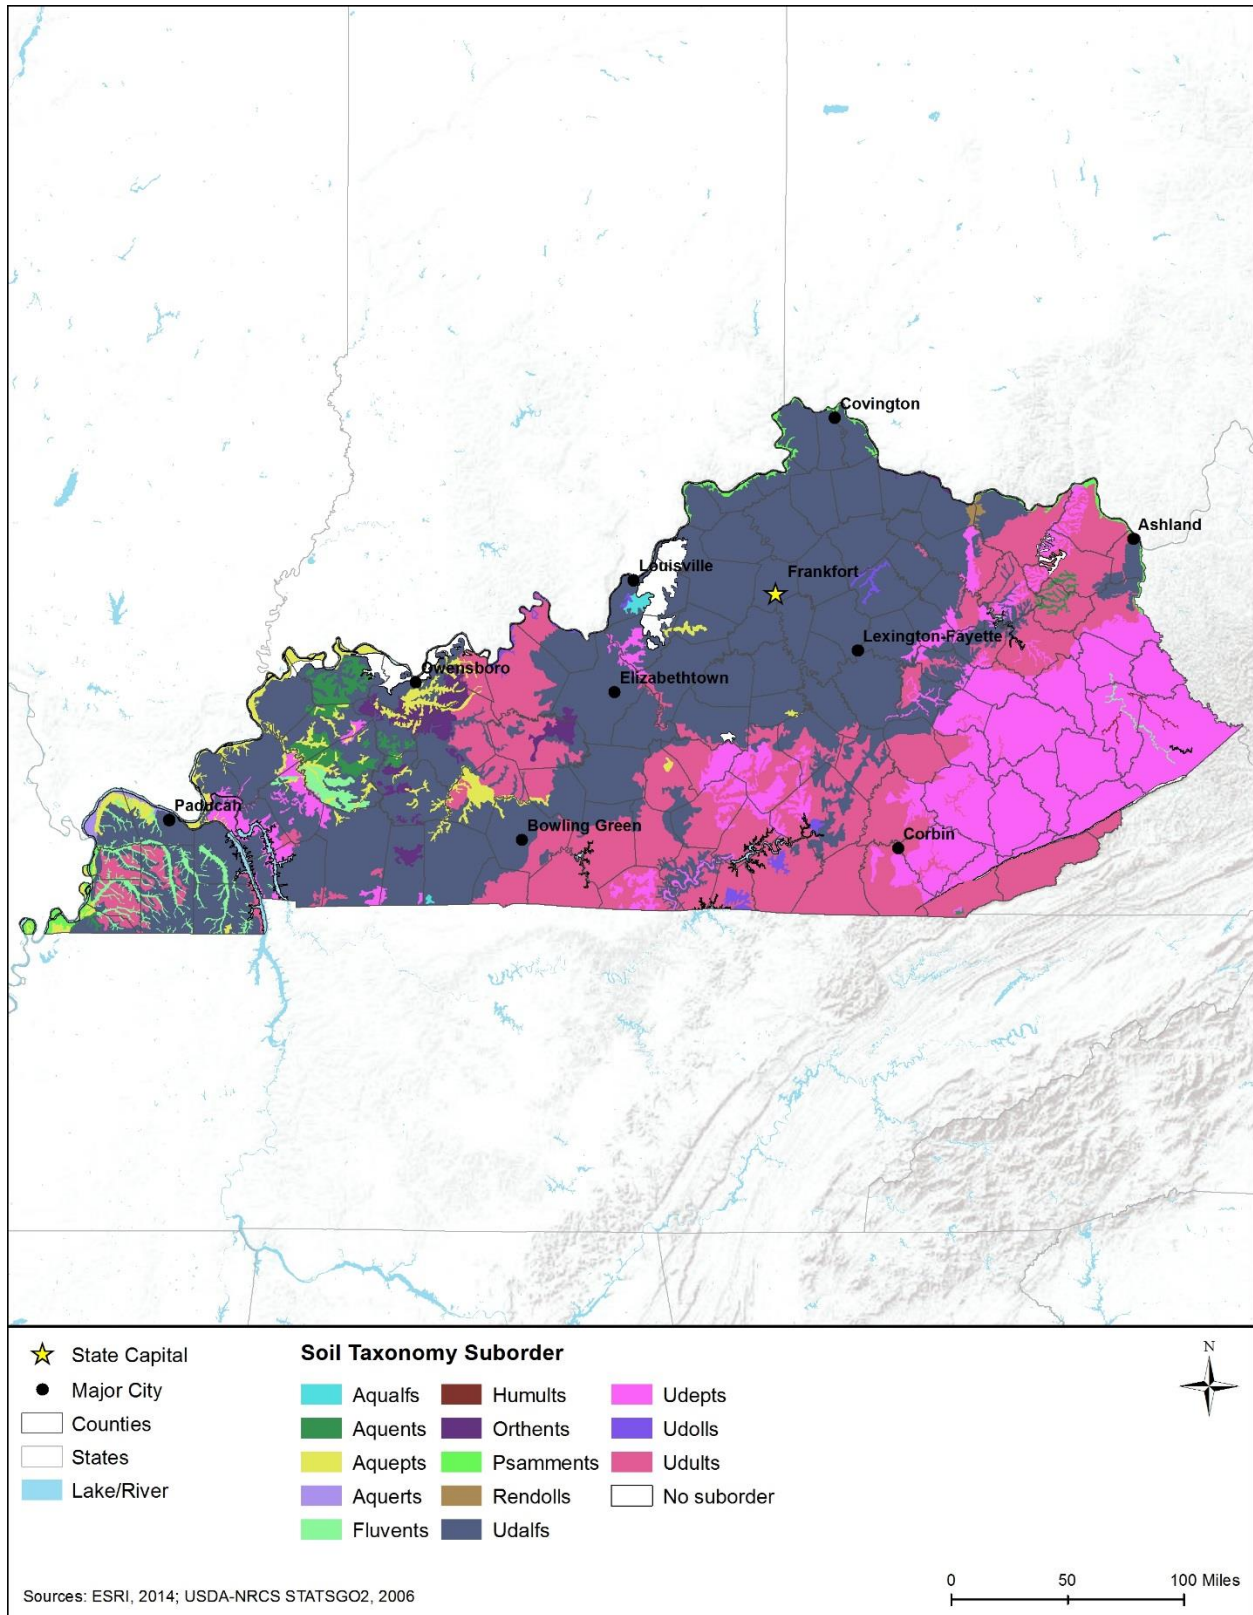 Covington
Ashland
Louisville
Frankfort
Lexington-Fayette
Owensboro
Elizabethtown
Paducah
Bowling Green
Corbin
State Capital
Major City
Counties
States
Lake/River
Soil Taxonomy Suborder
Aqualfs
Aquents
Aquepts
Aquerts
Fluvents
Humults
Orthents
Psamments
Rendolls
Udalfs
Udepts
Udolls
Udults
No suborder
N
0 50 100 Miles
Sources: ESRI, 2014; USDA-NRCS STATSGO2, 2006